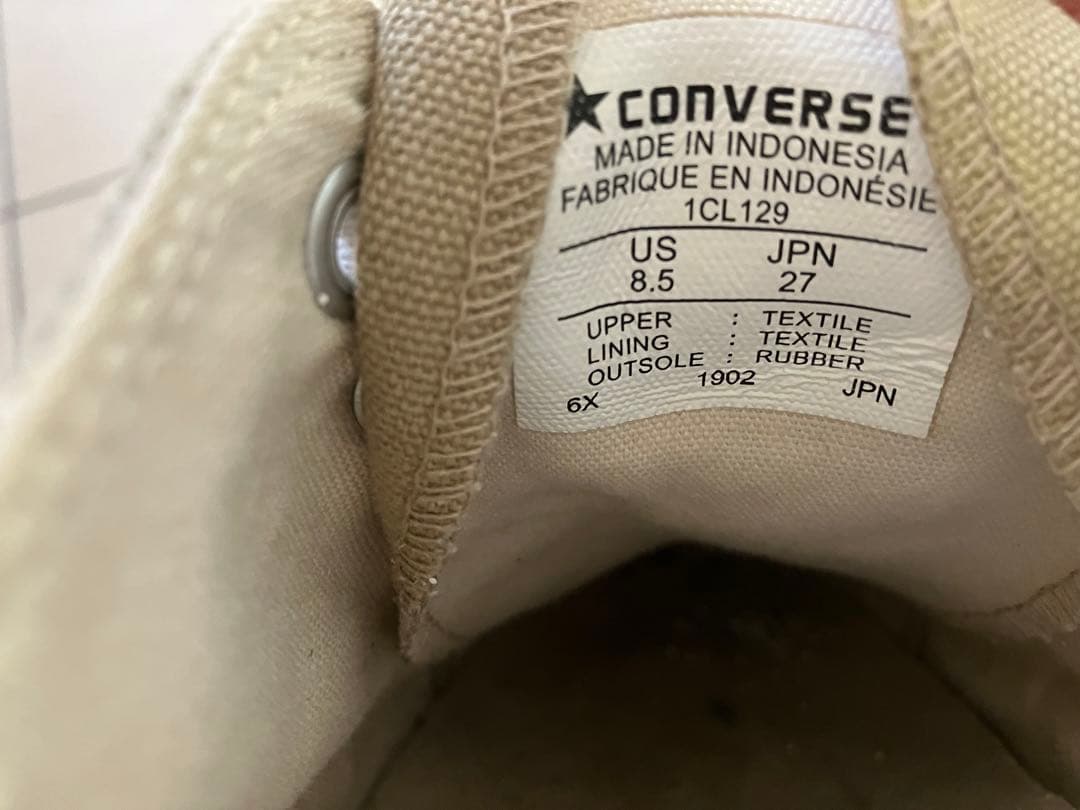 CONVERSE
MADE IN INDONESIA
FABRIQUE EN INDONÉSIE
1CL129
US JPN
8.5 27
UPPER : TEXTILE
LINING : TEXTILE
OUTSOLE : RUBBER
6X 1902 JPN